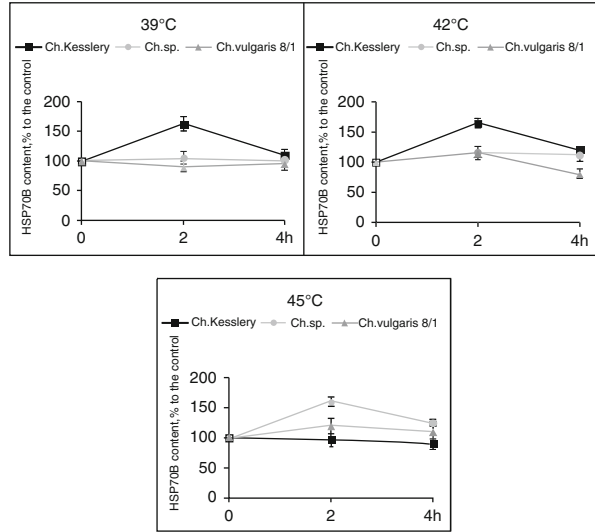 39°C
Ch.Kesslery Ch.sp. Ch.vulgaris 8/1
HSP70B content,% to the control
200
150
100
50
0
0 2 4h
42°C
Ch.Kesslery Ch.sp. Ch.vulgaris 8/1
HSP70B content,% to the control
200
150
100
50
0
0 2 4h
45°C
Ch.Kesslery Ch.sp. Ch.vulgaris 8/1
HSP70B content,% to the control
200
150
100
50
0
0 2 4h